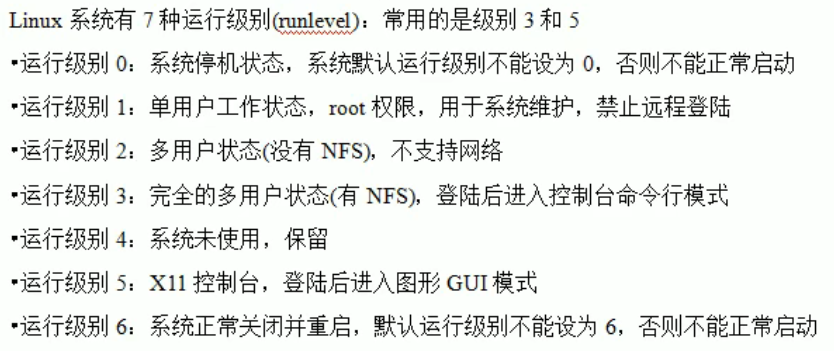 Linux 系统有 7 种运行级别(runlevel)：常用的是级别 3 和 5
•运行级别 0：系统停机状态，系统默认运行级别不能设为 0，否则不能正常启动
•运行级别 1：单用户工作状态，root 权限，用于系统维护，禁止远程登陆
•运行级别 2：多用户状态(没有 NFS)，不支持网络
•运行级别 3：完全的多用户状态(有 NFS)，登陆后进入控制台命令行模式
•运行级别 4：系统未使用，保留
•运行级别 5：X11 控制台，登陆后进入图形 GUI 模式
•运行级别 6：系统正常关闭并重启，默认运行级别不能设为 6，否则不能正常启动